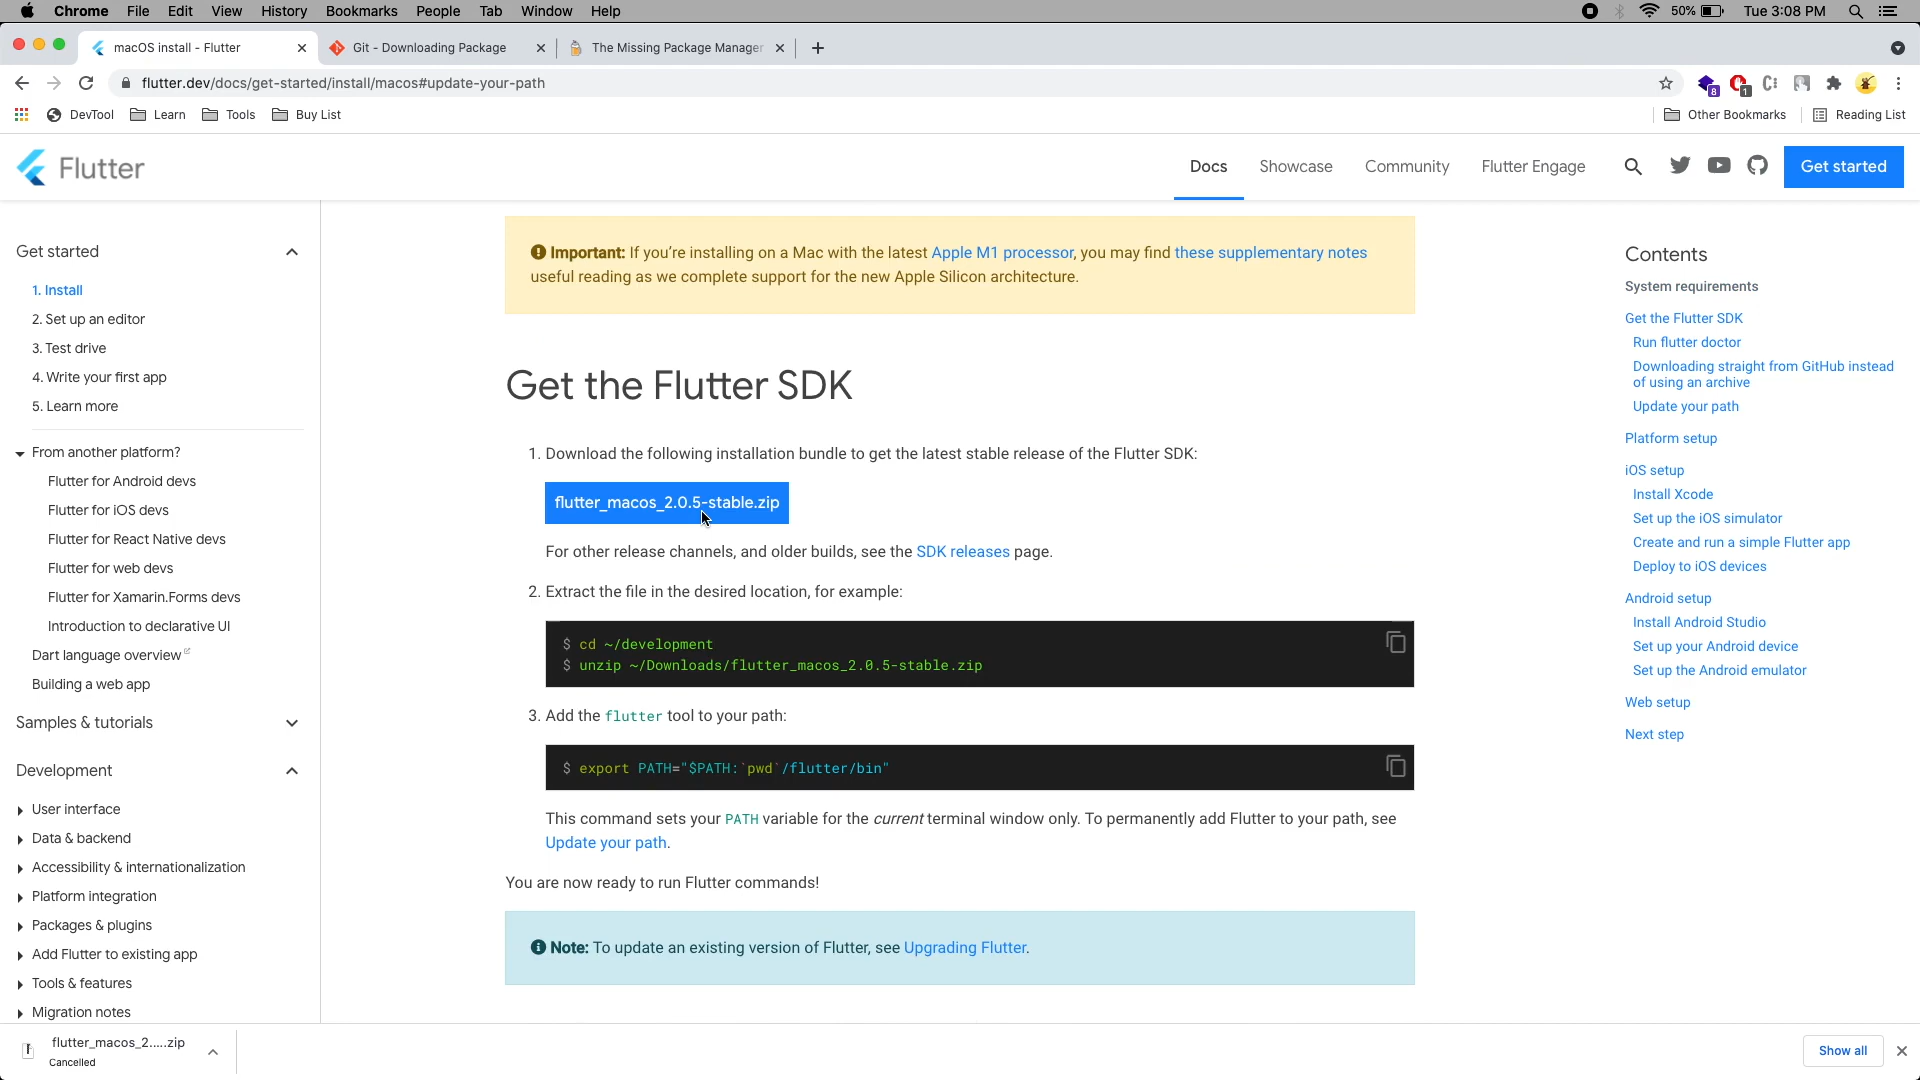 Chrome File Edit View History Bookmarks People Tab Window Help 50% Tue 3:08 PM
macOS install - Flutter Git - Downloading Package The Missing Package Manager
flutter.dev/docs/get-started/install/macos#update-your-path 8 1
DevTool Learn Tools Buy List Other Bookmarks Reading List
Flutter Docs Showcase Community Flutter Engage Get started
Get started
1. Install
2. Set up an editor
3. Test drive
4. Write your first app
5. Learn more
From another platform?
Flutter for Android devs
Flutter for iOS devs
Flutter for React Native devs
Flutter for web devs
Flutter for Xamarin.Forms devs
Introduction to declarative UI
Dart language overview
Building a web app
Samples & tutorials
Development
User interface
Data & backend
Accessibility & internationalization
Platform integration
Packages & plugins
Add Flutter to existing app
Tools & features
Migration notes
Important: If you’re installing on a Mac with the latest Apple M1 processor, you may find these supplementary notes
useful reading as we complete support for the new Apple Silicon architecture.
Get the Flutter SDK
1. Download the following installation bundle to get the latest stable release of the Flutter SDK:
flutter_macos_2.0.5-stable.zip
For other release channels, and older builds, see the SDK releases page.
2. Extract the file in the desired location, for example:
$ cd ~/development
$ unzip ~/Downloads/flutter_macos_2.0.5-stable.zip
3. Add the flutter tool to your path:
$ export PATH="$PATH:`pwd`/flutter/bin"
This command sets your PATH variable for the current terminal window only. To permanently add Flutter to your path, see
Update your path.
You are now ready to run Flutter commands!
Note: To update an existing version of Flutter, see Upgrading Flutter.
Contents
System requirements
Get the Flutter SDK
Run flutter doctor
Downloading straight from GitHub instead
of using an archive
Update your path
Platform setup
iOS setup
Install Xcode
Set up the iOS simulator
Create and run a simple Flutter app
Deploy to iOS devices
Android setup
Install Android Studio
Set up your Android device
Set up the Android emulator
Web setup
Next step
flutter_macos_2.....zip
Cancelled
Show all